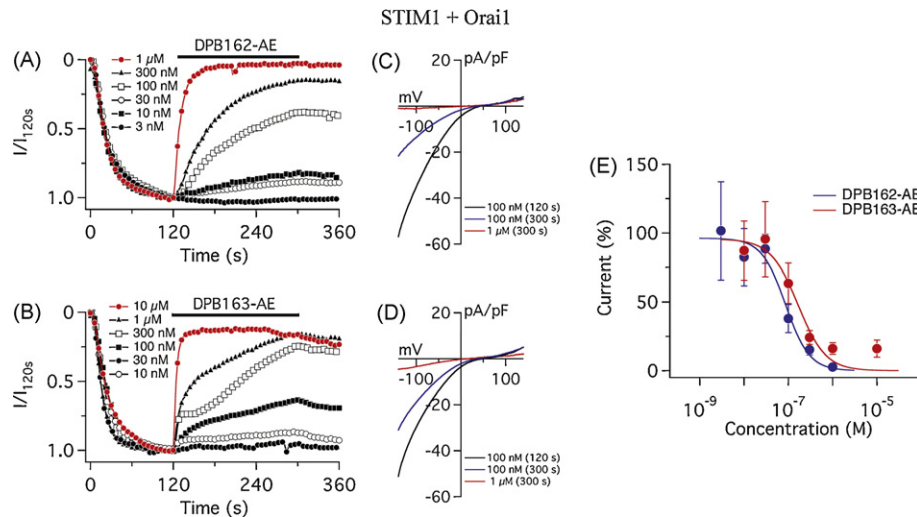 STIM1 + Orai1
(A)
DPB162-AE
0
0.5
1.0
I/I120s
1 µM
300 nM
100 nM
30 nM
10 nM
3 nM
0 120 240 360
Time (s)
(C)
20
pA/pF
mV
-100
100
-20
-40
-60
100 nM (120 s)
100 nM (300 s)
1 µM (300 s)
(B)
DPB163-AE
0
0.5
1.0
I/I120s
10 µM
1 µM
300 nM
100 nM
30 nM
10 nM
0 120 240 360
Time (s)
(D)
20
pA/pF
mV
-100
100
-20
-40
-60
100 nM (120 s)
100 nM (300 s)
1 µM (300 s)
(E)
150
100
50
0
Current (%)
DPB162-AE
DPB163-AE
10-9 10-7 10-5
Concentration (M)